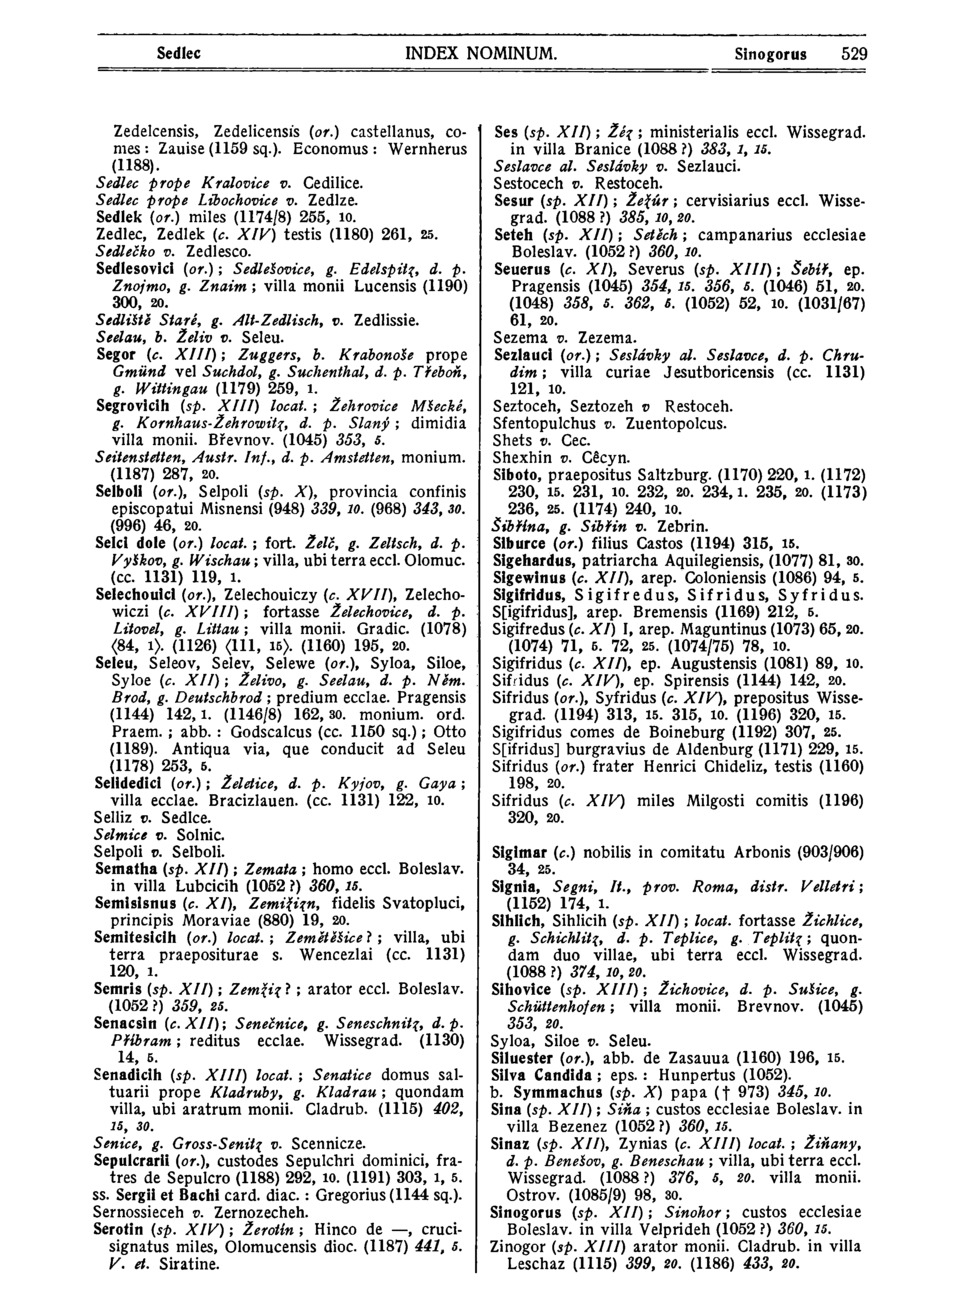 Sedlec INDEX NOMINUM. Sinogorus 529
Zedelcensis, Zedelicensis (or.) castellanus, co-
mes: Zauise (1159 sq.). Economus: Wernherus
(1188).
Sedlec prope Kralovice v. Cedilice.
Sedlec prope Libochovice v. Zedlze.
Sedlek (or.) miles (1174/8) 255, 10.
Zedlec, Zedlek (c. XIV) testis (1180) 261, 25.
Sedlečko v. Zedlesco.
Sedlesovici (or.); Sedlešovice, g. Edelspitz, d. p.
Znojmo, g. Znaim; villa monii Lucensis (1190)
300, 20.
Sedliště Staré, g. Alt-Zedlisch, v. Zedlissie.
Seelau, b. Želiv v. Seleu.
Segor (c. XIII); Zuggers, b. Krabonoše prope
Gmünd vel Suchdol, g. Suchenthal, d. p. Třeboň,
g. Wittingau (1179) 259, 1.
Segrovicih (sp. XIII) locat.; Žehrovice Mšecké,
g. Kornhaus-Žehrowitz, d. p. Slaný; dimidia
villa monii. Břevnov. (1045) 353, 5.
Seitenstetten, Austr. Inf., d. p. Amstetten, monium.
(1187) 287, 20.
Selboli (or.), Selpoli (sp. X), provincia confinis
episcopatui Misnensi (948) 339, 10. (968) 343, 30.
(996) 46, 20.
Selci dole (or.) locat.; fort. Želč, g. Zeltsch, d. p.
Vyškov, g. Wischau; villa, ubi terra eccl. Olomuc.
(cc. 1131) 119, 1.
Selechouici (or.), Zelechouiczy (c. XVII), Zelecho-
wiczi (c. XVIII); fortasse Želechovice, d. p.
Litovel, g. Littau; villa monii. Gradic. (1078)
⟨84, 1⟩. (1126) ⟨111, 15⟩. (1160) 195, 20.
Seleu, Seleov, Selev, Selewe (or.), Syloa, Siloe,
Syloe (c. XII); Želivo, g. Seelau, d. p. Něm.
Brod, g. Deutschbrod; predium ecclae. Pragensis
(1144) 142, 1. (1146/8) 162, 30. monium. ord.
Praem.; abb.: Godscalcus (cc. 1150 sq.); Otto
(1189). Antiqua via, que conducit ad Seleu
(1178) 253, 5.
Selidedici (or.); Želetice, d. p. Kyjov, g. Gaya;
villa ecclae. Bracizlauen. (cc. 1131) 122, 10.
Selliz v. Sedlce.
Selmice v. Solnic.
Selpoli v. Selboli.
Sematha (sp. XII); Zemata; homo eccl. Boleslav.
in villa Lubcicih (1052?) 360, 15.
Semisisnus (c. XI), Zemižizn, fidelis Svatopluci,
principis Moraviae (880) 19, 20.
Semitesicih (or.) locat.; Zemětěšice?; villa, ubi
terra praepositurae s. Wencezlai (cc. 1131)
120, 1.
Semris (sp. XII); Zemžiz?; arator eccl. Boleslav.
(1052?) 359, 25.
Senacsin (c. XII); Senečnice, g. Seneschnitz, d. p.
Příbram; reditus ecclae. Wissegrad. (1130)
14, 5.
Senadicih (sp. XIII) locat.; Senatice domus sal-
tuarii prope Kladruby, g. Kladrau; quondam
villa, ubi aratrum monii. Cladrub. (1115) 402,
15, 30.
Senice, g. Gross-Senitz v. Scennicze.
Sepulcrarii (or.), custodes Sepulchri dominici, fra-
tres de Sepulcro (1188) 292, 10. (1191) 303, 1, 5.
ss. Sergii et Bachi card. diac.: Gregorius (1144 sq.).
Sernossieceh v. Zernozecheh.
Serotin (sp. XIV); Žerotin; Hinco de —, cruci-
signatus miles, Olomucensis dioc. (1187) 441, 5.
V. et. Siratine.
Ses (sp. XII); Žéz; ministerialis eccl. Wissegrad.
in villa Branice (1088?) 383, 1, 15.
Seslavce al. Seslávky v. Sezlauci.
Sestocech v. Restoceh.
Sesur (sp. XII); Žežúr; cervisiarius eccl. Wisse-
grad. (1088?) 385, 10, 20.
Seteh (sp. XII); Setěch; campanarius ecclesiae
Boleslav. (1052?) 360, 10.
Seuerus (c. XI), Severus (sp. XIII); Šebíř, ep.
Pragensis (1045) 354, 15. 356, 5. (1046) 51, 20.
(1048) 358, 5. 362, 5. (1052) 52, 10. (1031/67)
61, 20.
Sezema v. Zezema.
Sezlauci (or.); Seslávky al. Seslavce, d. p. Chru-
dim; villa curiae Jesutboricensis (cc. 1131)
121, 10.
Seztoceh, Seztozeh v Restoceh.
Sfentopulchus v. Zuentopolcus.
Shets v. Cec.
Shexhin v. Cêcyn.
Siboto, praepositus Saltzburg. (1170) 220, 1. (1172)
230, 15. 231, 10. 232, 20. 234, 1. 235, 20. (1173)
236, 25. (1174) 240, 10.
Šibřina, g. Sibřin v. Zebrin.
Siburce (or.) filius Castos (1194) 315, 15.
Sigehardus, patriarcha Aquilegiensis, (1077) 81, 30.
Sigewinus (c. XII), arep. Coloniensis (1086) 94, 5.
Sigifridus, Sigifredus, Sifridus, Syfridus.
S[igifridus], arep. Bremensis (1169) 212, 5.
Sigifredus (c. XI) I, arep. Maguntinus (1073) 65, 20.
(1074) 71, 5. 72, 25. (1074/75) 78, 10.
Sigifridus (c. XII), ep. Augustensis (1081) 89, 10.
Sifridus (c. XIV), ep. Spirensis (1144) 142, 20.
Sifridus (or.), Syfridus (c. XIV), prepositus Wisse-
grad. (1194) 313, 15. 315, 10. (1196) 320, 15.
Sigifridus comes de Boineburg (1192) 307, 25.
S[ifridus] burgravius de Aldenburg (1171) 229, 15.
Sifridus (or.) frater Henrici Chideliz, testis (1160)
198, 20.
Sifridus (c. XIV) miles Milgosti comitis (1196)
320, 20.
Sigimar (c.) nobilis in comitatu Arbonis (903/906)
34, 25.
Signia, Segni, It., prov. Roma, distr. Velletri;
(1152) 174, 1.
Sihlich, Sihlicih (sp. XII); locat. fortasse Žichlice,
g. Schichlitz, d. p. Teplice, g. Teplitz; quon-
dam duo villae, ubi terra eccl. Wissegrad.
(1088?) 374, 10, 20.
Sihovice (sp. XIII); Žichovice, d. p. Sušice, g.
Schüttenhofen; villa monii. Brevnov. (1045)
353, 20.
Syloa, Siloe v. Seleu.
Siluester (or.), abb. de Zasauua (1160) 196, 15.
Silva Candida; eps.: Hunpertus (1052).
b. Symmachus (sp. X) papa († 973) 345, 10.
Sina (sp. XII); Siňa; custos ecclesiae Boleslav. in
villa Bezenez (1052?) 360, 15.
Sinaz (sp. XII), Zynias (c. XIII) locat.; Žiňany,
d. p. Benešov, g. Beneschau; villa, ubi terra eccl.
Wissegrad. (1088?) 376, 5, 20. villa monii.
Ostrov. (1085/9) 98, 30.
Sinogorus (sp. XII); Sinohor; custos ecclesiae
Boleslav. in villa Velprideh (1052?) 360, 15.
Zinogor (sp. XIII) arator monii. Cladrub. in villa
Leschaz (1115) 399, 20. (1186) 433, 20.